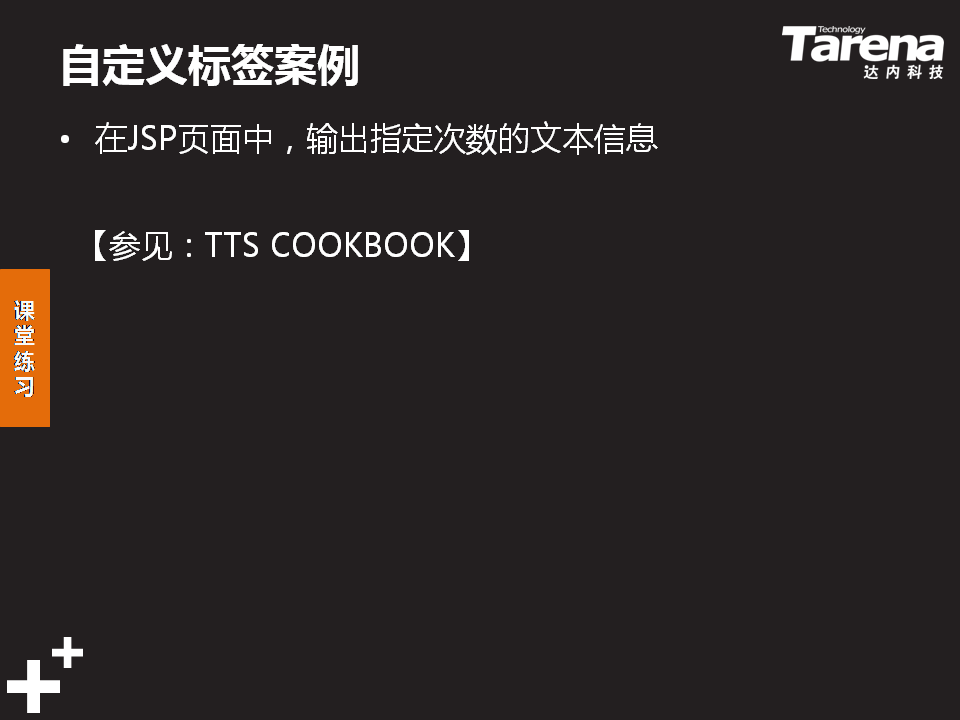 自定义标签案例
Technology
Tarena
达内科技
• 在JSP页面中，输出指定次数的文本信息
【参见：TTS COOKBOOK】
课
堂
练
习